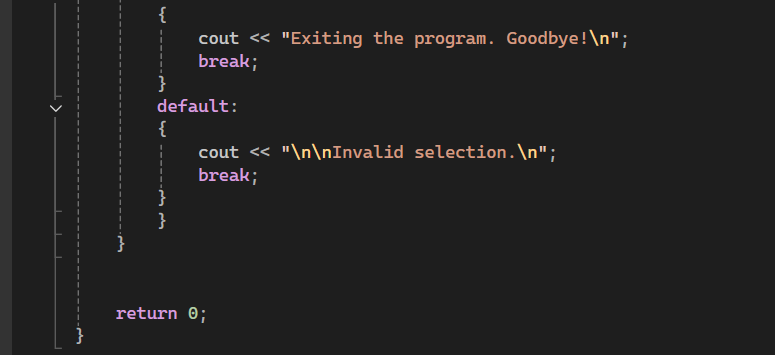 {
cout << "Exiting the program. Goodbye!\n";
break;
}
default:
{
cout << "\n\nInvalid selection.\n";
break;
}
}
}
return 0;
}